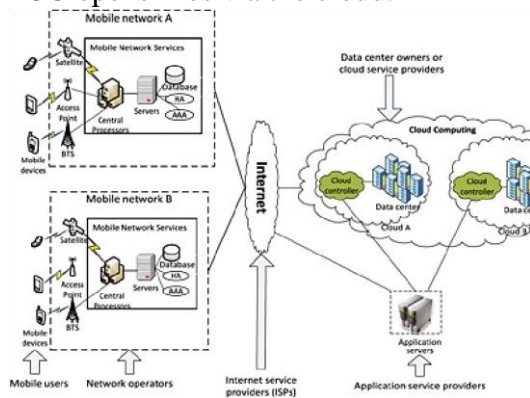 Mobile network A
Mobile Network Services
Satellite
Database
HA
AAA
Access
Point
Central
Processors
Servers
Mobile
devices
BTS
Mobile network B
Mobile Network Services
Satellite
Database
HA
AAA
Access
Point
Central
Processors
Servers
Mobile
devices
BTS
Mobile users
Network operators
Internet
Internet service
providers (ISPs)
Data center owners or
cloud service providers
Cloud Computing
Cloud
controller
Data center
Cloud A
Cloud
controller
Cloud B
Application
servers
Application service providers